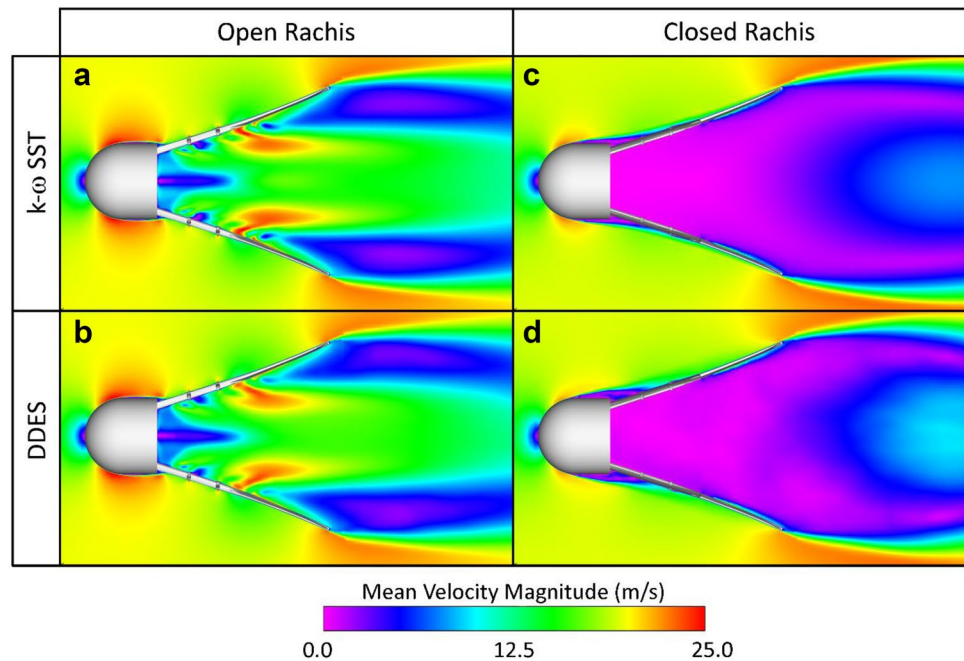 Open Rachis
Closed Rachis
k-ω SST
a
c
DDES
b
d
Mean Velocity Magnitude (m/s)
0.0 12.5 25.0